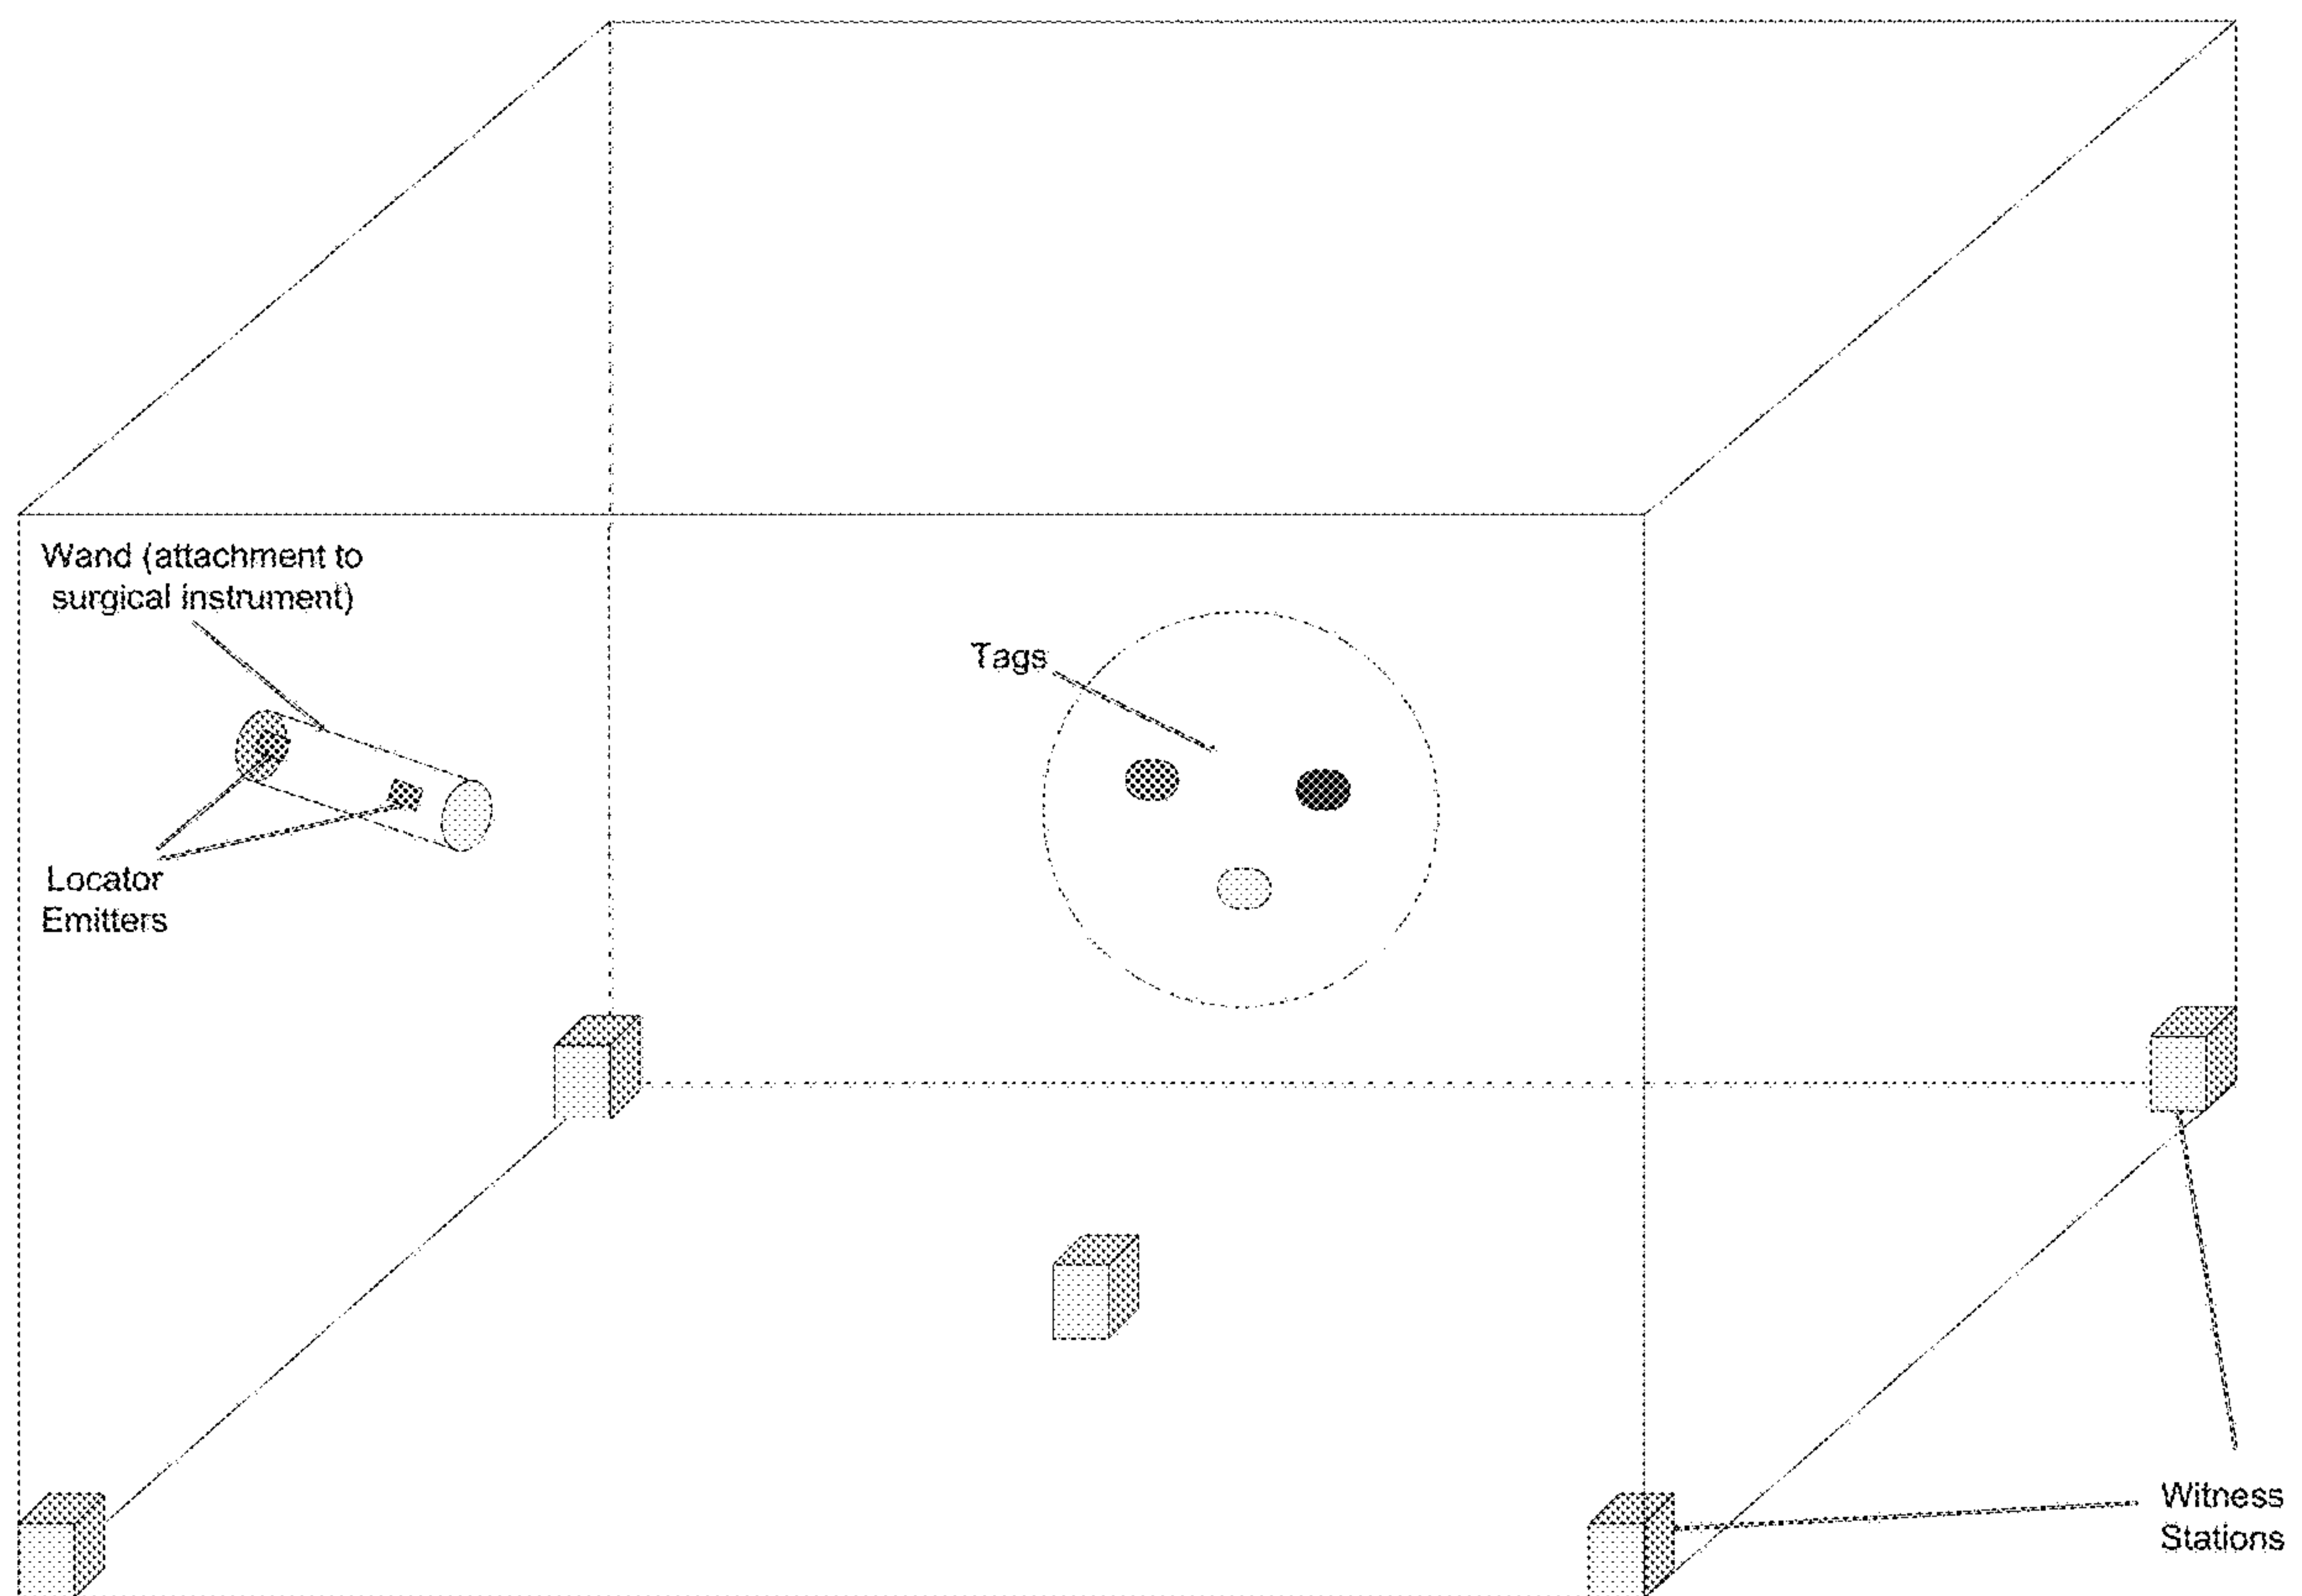 Wand (attachment to
surgical instrument)
Tags
Locator
Emitters
Witness
Stations